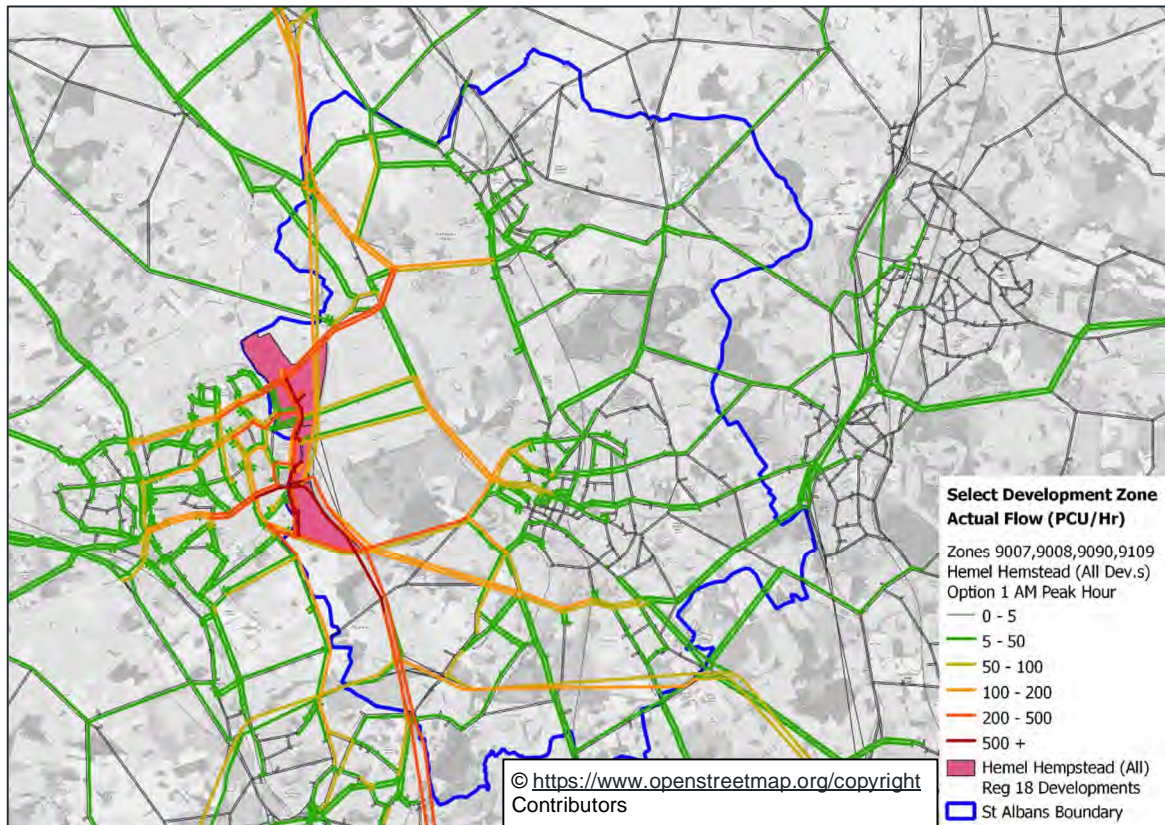 Select Development Zone
Actual Flow (PCU/Hr)
Zones 9007,9008,9090,9109
Hemel Hemstead (All Dev.s)
Option 1 AM Peak Hour
0 - 5
5 - 50
50 - 100
100 - 200
200 - 500
500 +
Hemel Hempstead (All)
Reg 18 Developments
St Albans Boundary
© https://www.openstreetmap.org/copyright
Contributors